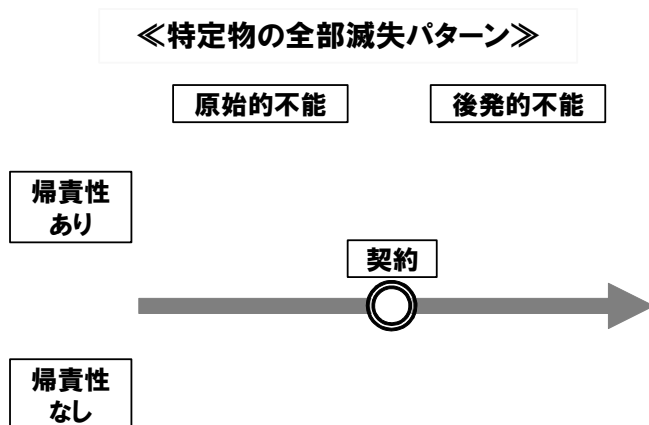 ≪特定物の全部滅失パターン≫
原始的不能
後発的不能
帰責性
あり
契約
帰責性
なし